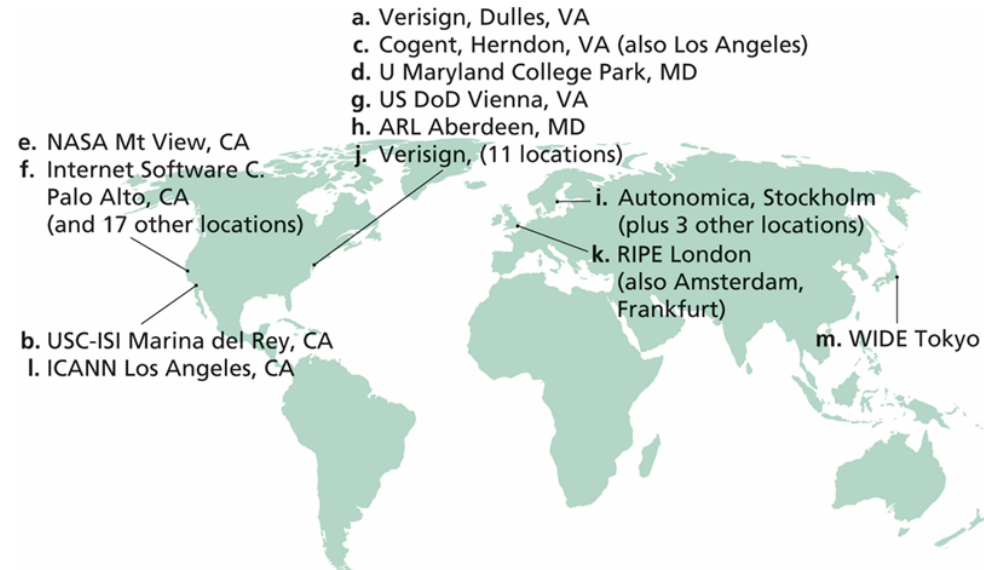 a. Verisign, Dulles, VA
c. Cogent, Herndon, VA (also Los Angeles)
d. U Maryland College Park, MD
g. US DoD Vienna, VA
h. ARL Aberdeen, MD
j. Verisign, (11 locations)
e. NASA Mt View, CA
f. Internet Software C.
Palo Alto, CA
(and 17 other locations)
i. Autonomica, Stockholm
(plus 3 other locations)
k. RIPE London
(also Amsterdam,
Frankfurt)
m. WIDE Tokyo
b. USC-ISI Marina del Rey, CA
l. ICANN Los Angeles, CA